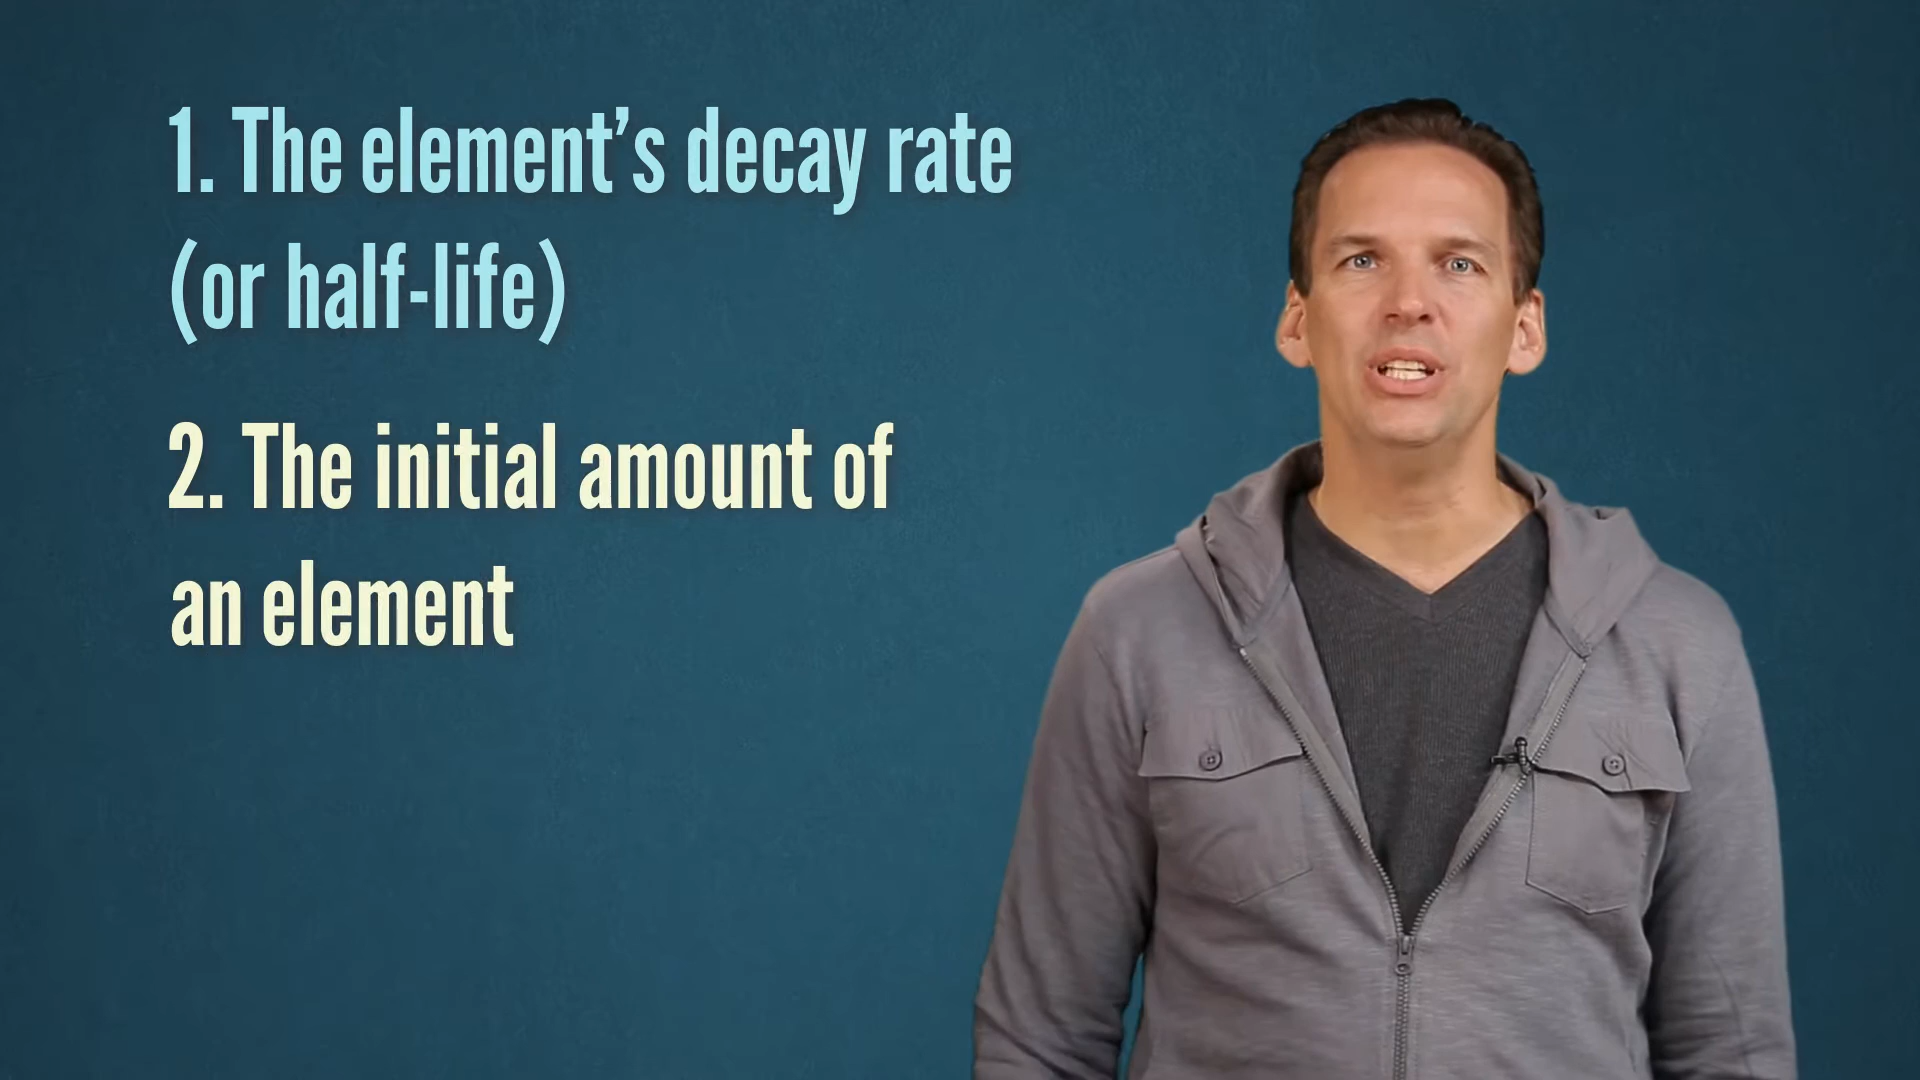 1. The element’s decay rate
(or half-life)
2. The initial amount of
an element